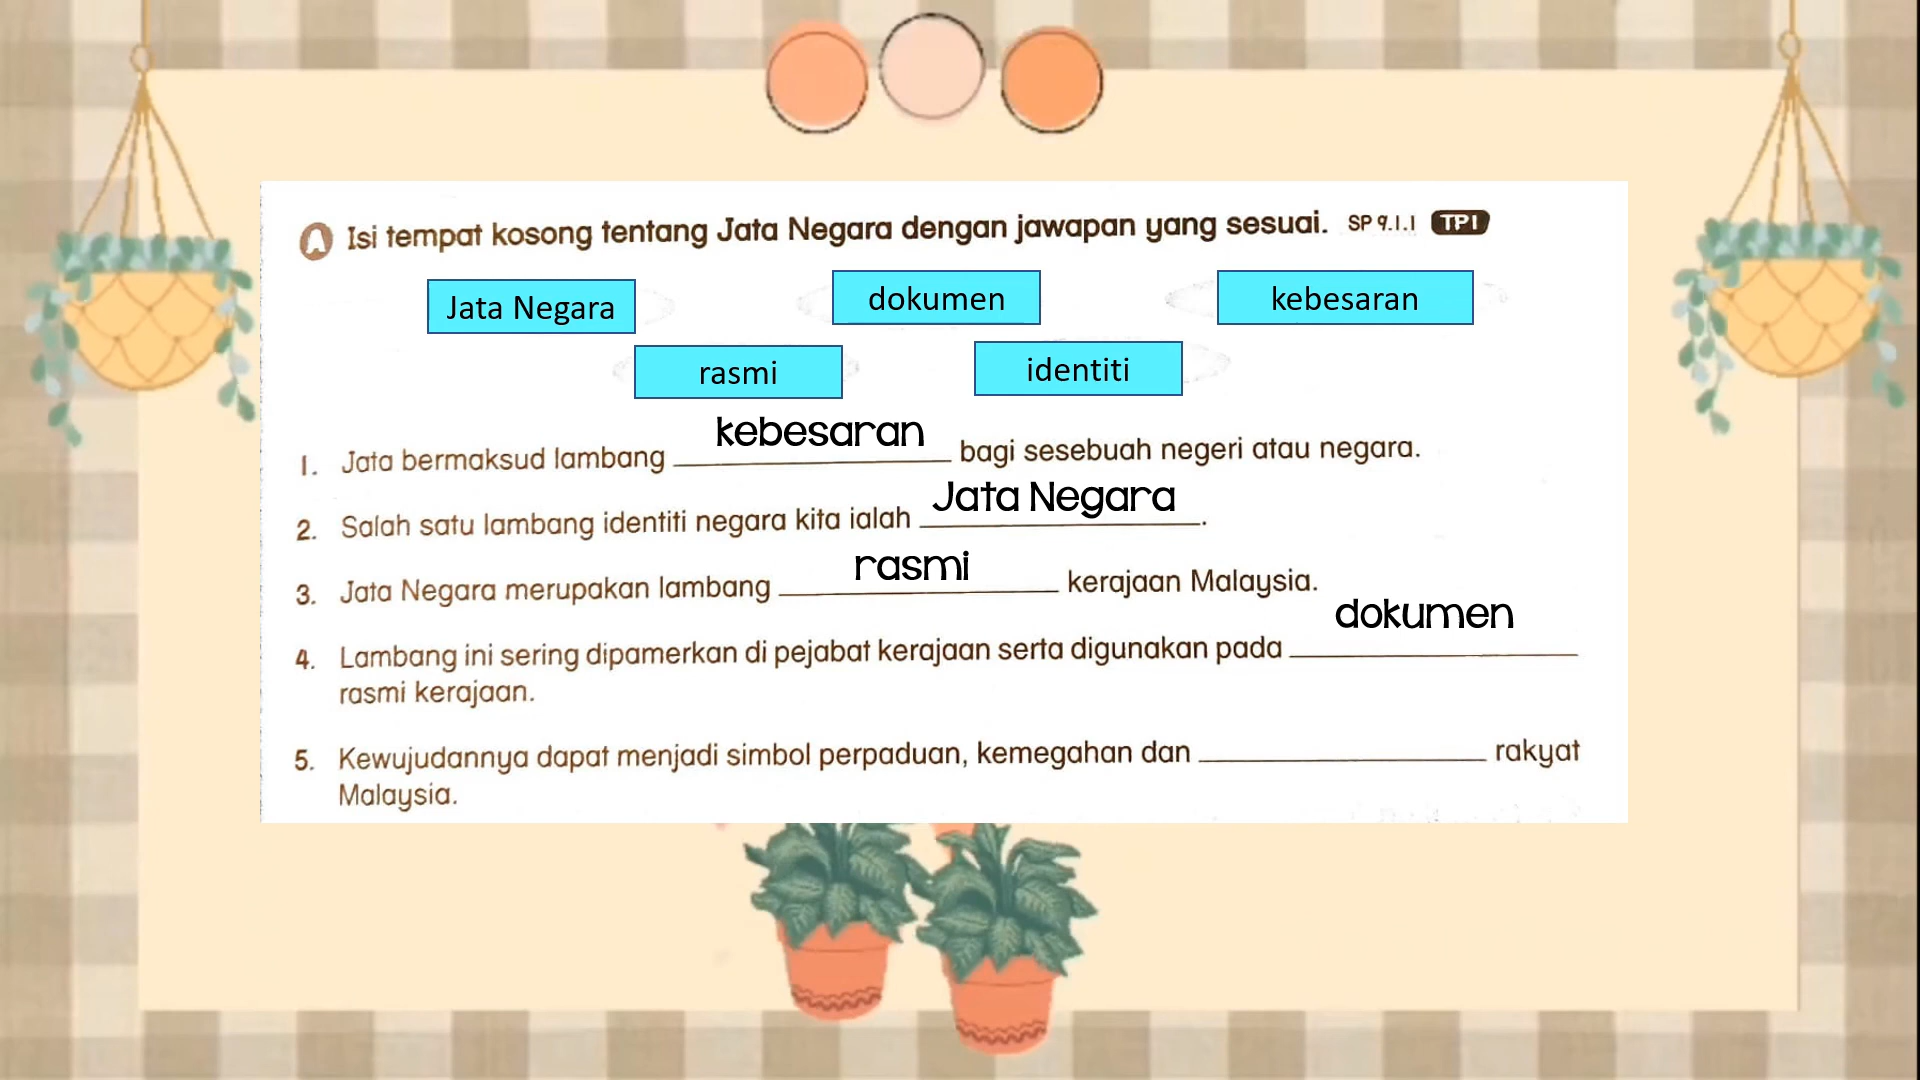 A Isi tempat kosong tentang Jata Negara dengan jawapan yang sesuai. SP 9.1.1 TP1
Jata Negara dokumen kebesaran
rasmi identiti
1. Jata bermaksud lambang kebesaran bagi sesebuah negeri atau negara.
2. Salah satu lambang identiti negara kita ialah Jata Negara.
3. Jata Negara merupakan lambang rasmi kerajaan Malaysia.
4. Lambang ini sering dipamerkan di pejabat kerajaan serta digunakan pada dokumen
rasmi kerajaan.
5. Kewujudannya dapat menjadi simbol perpaduan, kemegahan dan ____________ rakyat
Malaysia.